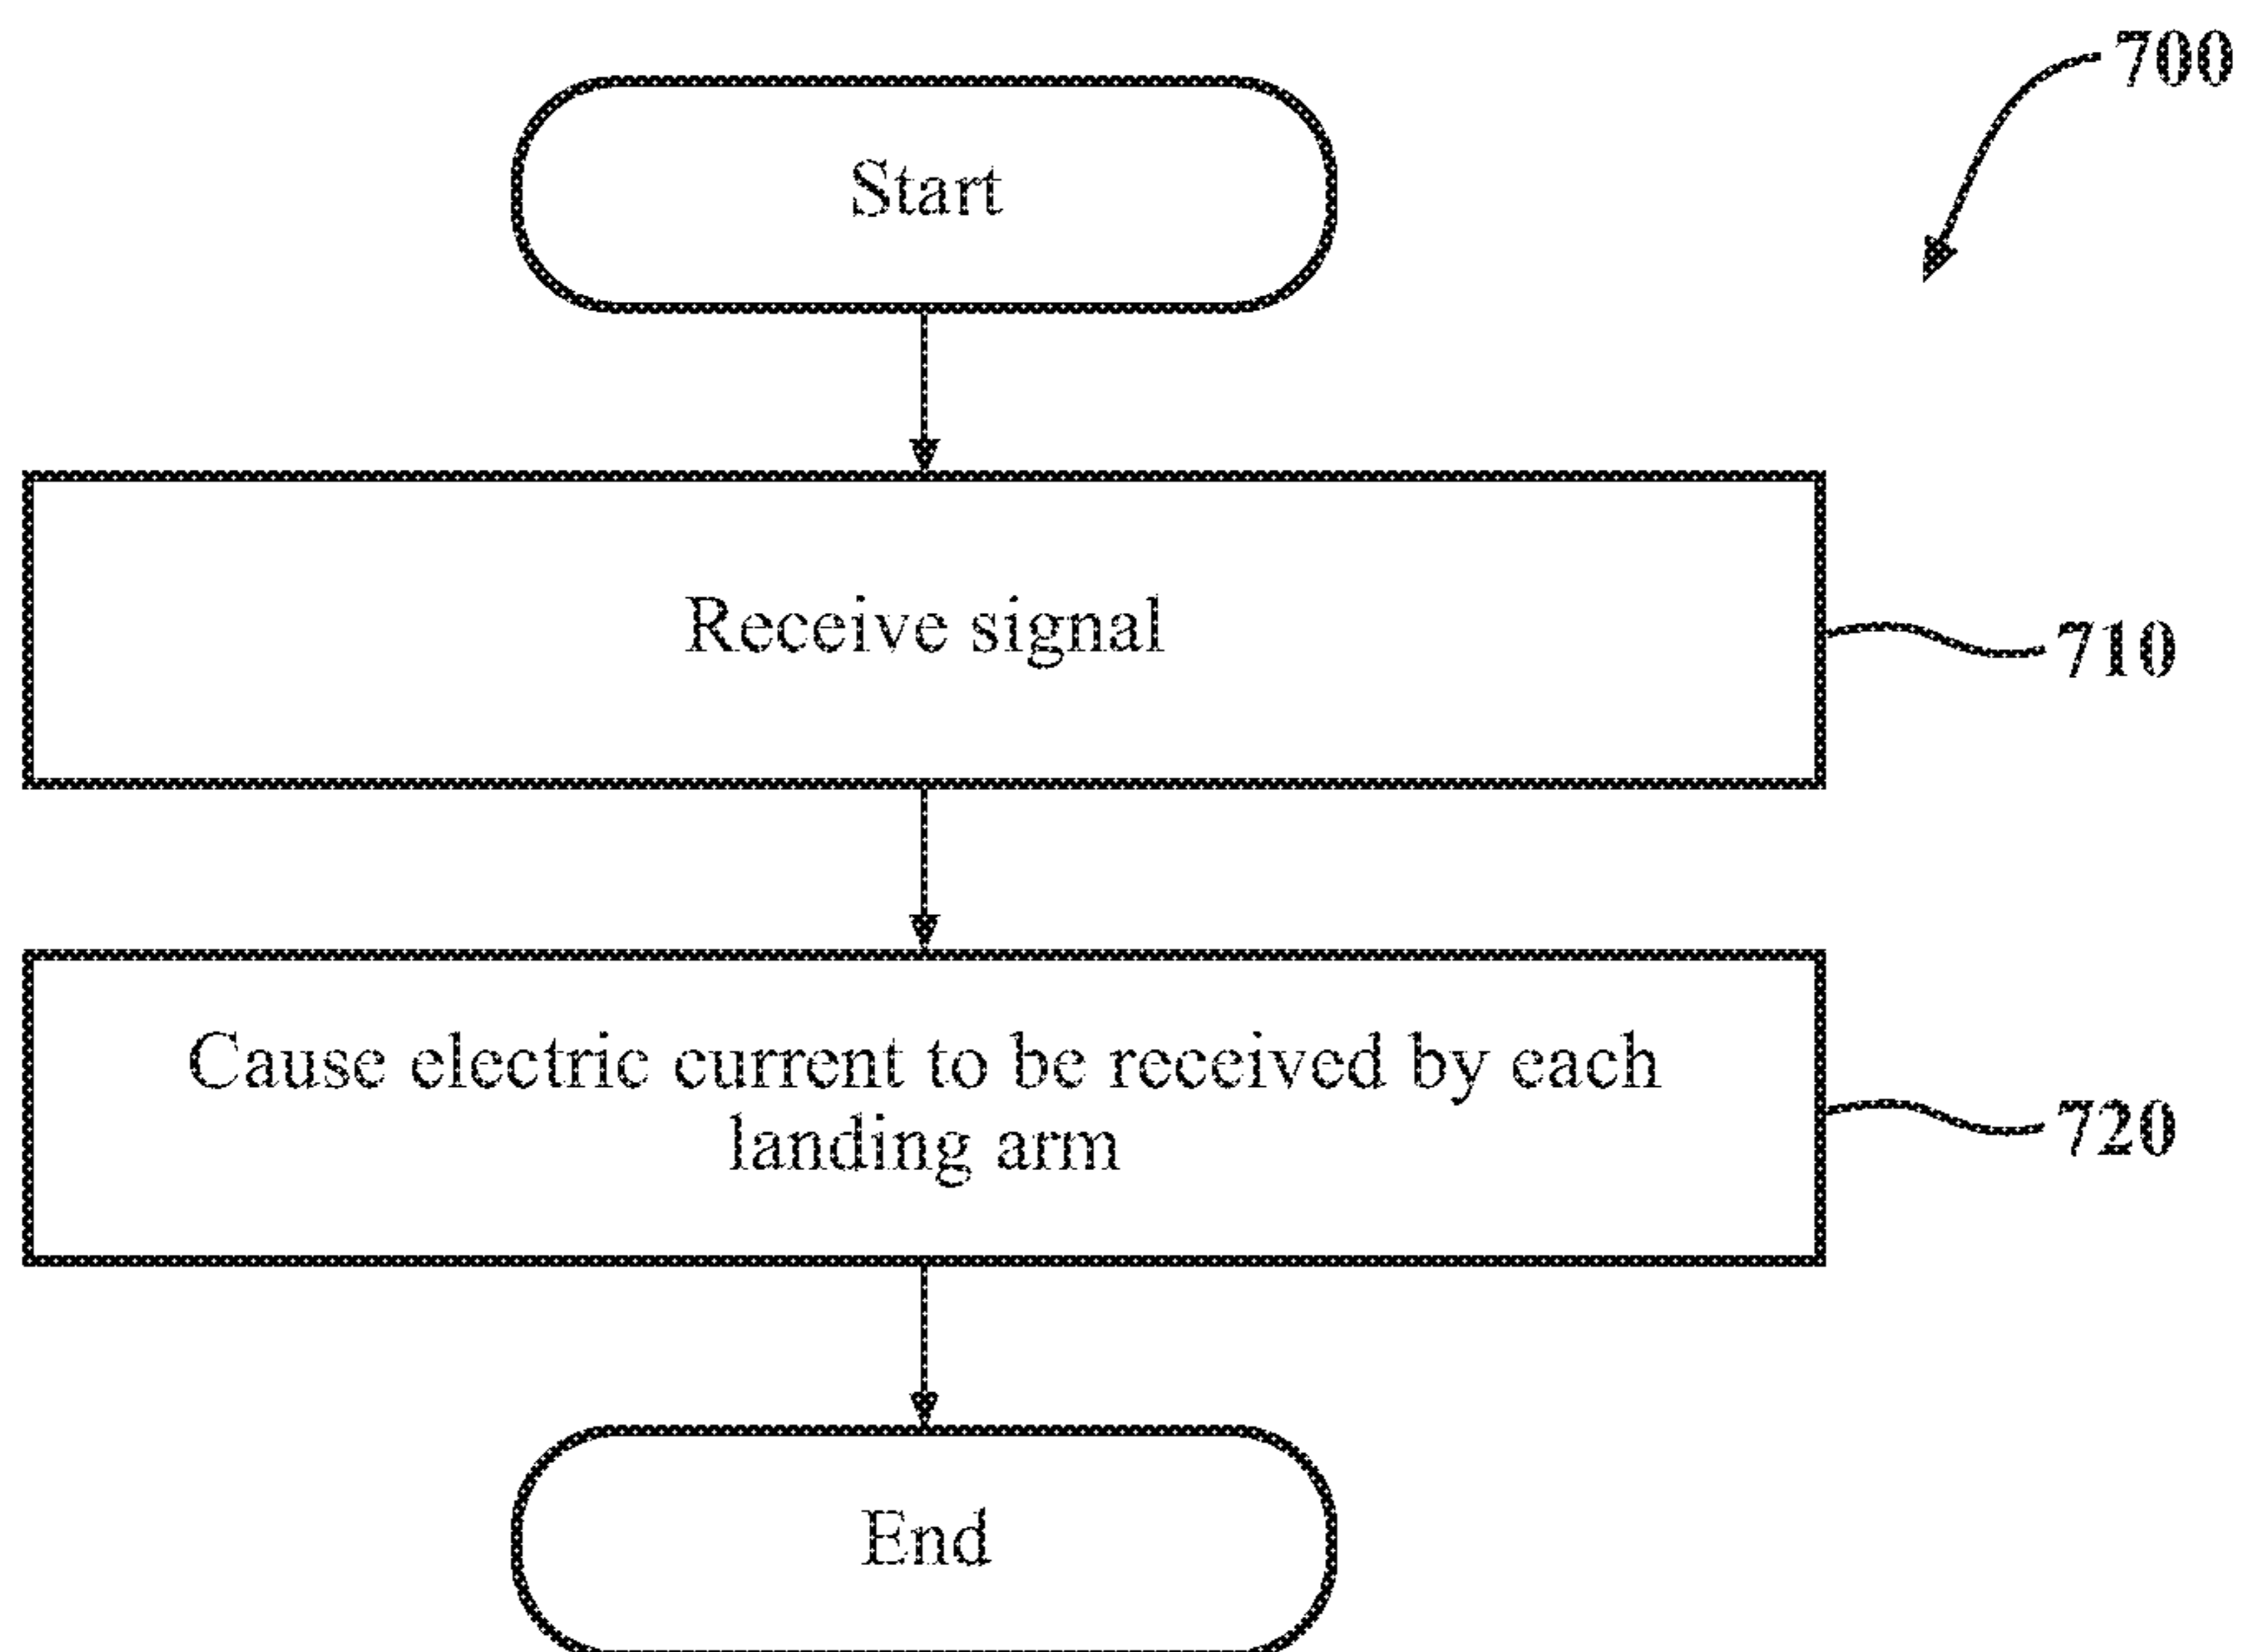 700
Start
Receive signal
710
Cause electric current to be received by each
landing arm
720
End